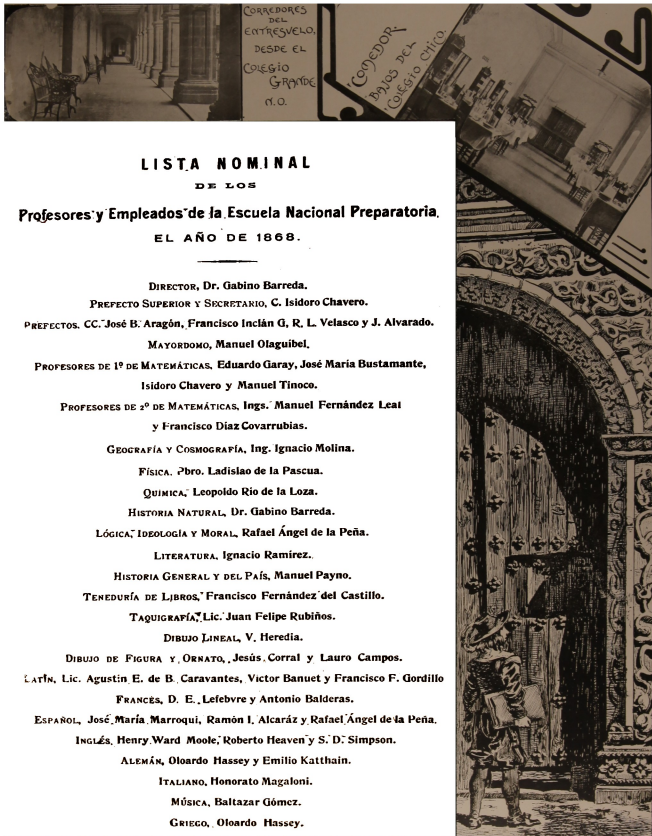 CORREDORES
DEL
ENTRESUELO,
DESDE EL
COLEGIO
GRANDE
N.O.
COMEDOR.
BAJOS DEL
COLEGIO CHICO.
LISTA NOMINAL
DE LOS
Profesores y Empleados de la Escuela Nacional Preparatoria.
EL AÑO DE 1868.
DIRECTOR, Dr. Gabino Barreda.
PREFECTO SUPERIOR Y SECRETARIO, C. Isidoro Chavero.
PREFECTOS. CC. José B. Aragón, Francisco Inclán G, R. L. Velasco y J. Alvarado.
MAYORDOMO, Manuel Olaguibel.
PROFESORES DE 1º DE MATEMÁTICAS, Eduardo Garay, José María Bustamante,
Isidoro Chavero y Manuel Tinoco.
PROFESORES DE 2º DE MATEMÁTICAS, Ings. Manuel Fernández Leal
y Francisco Díaz Covarrubias.
GEOGRAFÍA Y COSMOGRAFÍA, Ing. Ignacio Molina.
FÍSICA. Pbro. Ladislao de la Pascua.
QUIMICA, Leopoldo Río de la Loza.
HISTORIA NATURAL, Dr. Gabino Barreda.
LÓGICA, IDEOLOGÍA Y MORAL, Rafael Ángel de la Peña.
LITERATURA, Ignacio Ramírez.
HISTORIA GENERAL Y DEL PAÍS, Manuel Payno.
TENEDURÍA DE LIBROS, Francisco Fernández del Castillo.
TAQUIGRAFÍA, Lic. Juan Felipe Rubiños.
DIBUJO LINEAL, V. Heredia.
DIBUJO DE FIGURA Y ORNATO, Jesús Corral y Lauro Campos.
LATÍN, Lic. Agustin E. de B. Caravantes, Victor Banuet y Francisco F. Gordillo
FRANCÉS, D. E. Lefebvre y Antonio Balderas.
ESPAÑOL, José María Marroqui, Ramón I. Alcaráz y Rafael Ángel de la Peña.
INGLÉS, Henry Ward Moole, Roberto Heaven y S. D. Simpson.
ALEMÁN, Oloardo Hassey y Emilio Katthain.
ITALIANO, Honorato Magaloni.
MÚSICA, Baltazar Gómez.
GRIEGO, Oloardo Hassey.